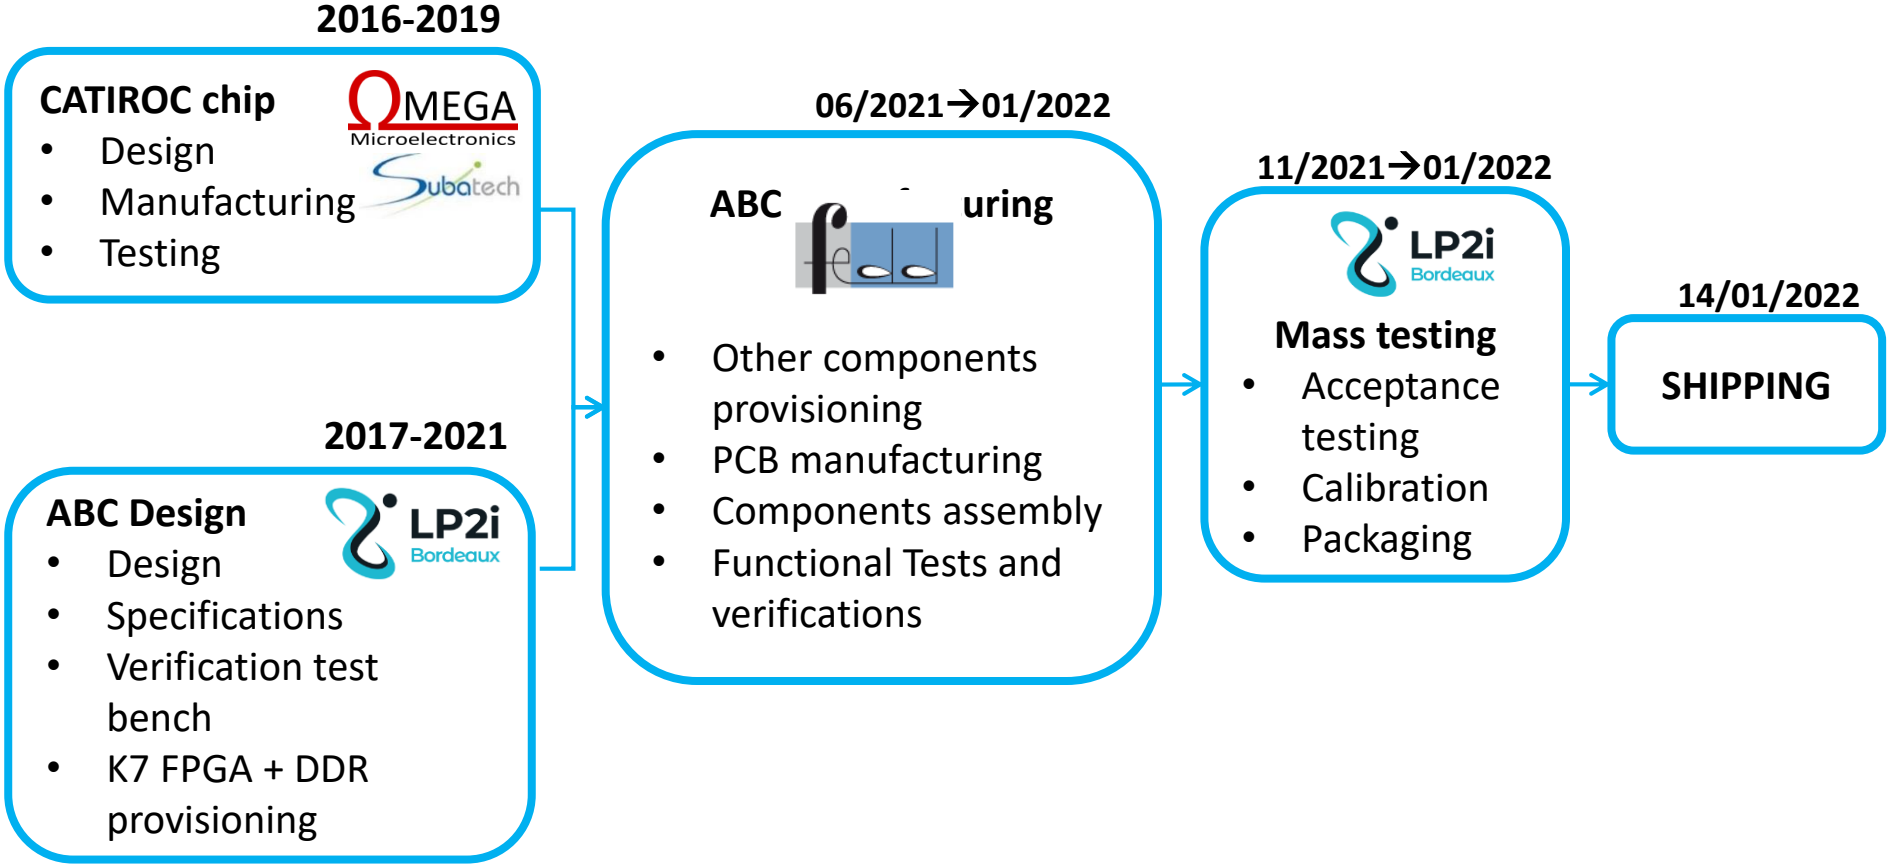 2016-2019
CATIROC chip
ΩMEGA
Microelectronics
Subatech
• Design
• Manufacturing
• Testing
2017-2021
ABC Design
LP2i
Bordeaux
• Design
• Specifications
• Verification test
bench
• K7 FPGA + DDR
provisioning
06/2021→01/2022
ABC uring
fedd
• Other components
provisioning
• PCB manufacturing
• Components assembly
• Functional Tests and
verifications
11/2021→01/2022
LP2i
Bordeaux
Mass testing
• Acceptance
testing
• Calibration
• Packaging
14/01/2022
SHIPPING